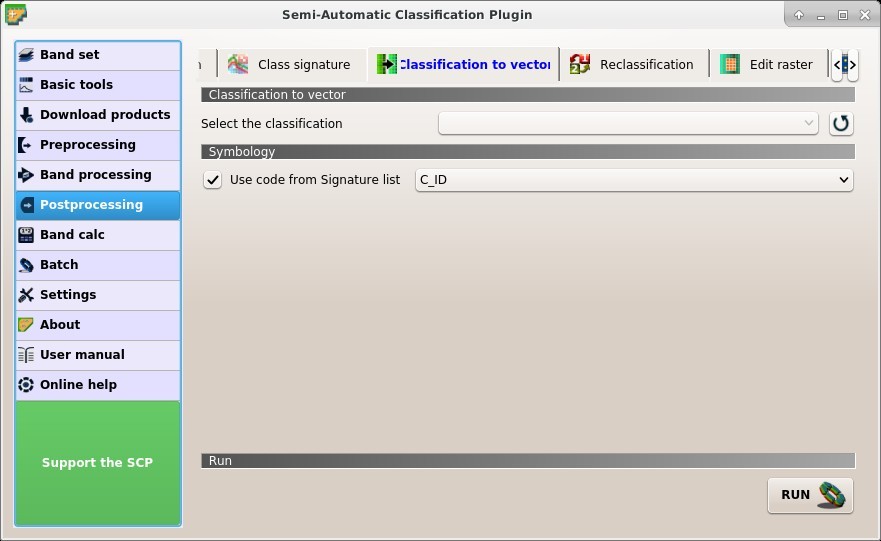 Semi-Automatic Classification Plugin
Band set
Basic tools
Download products
Preprocessing
Band processing
Postprocessing
Band calc
Batch
Settings
About
User manual
Online help
Support the SCP
Class signature
Classification to vector
Reclassification
Edit raster
Classification to vector
Select the classification
Symbology
Use code from Signature list
C_ID
Run
RUN